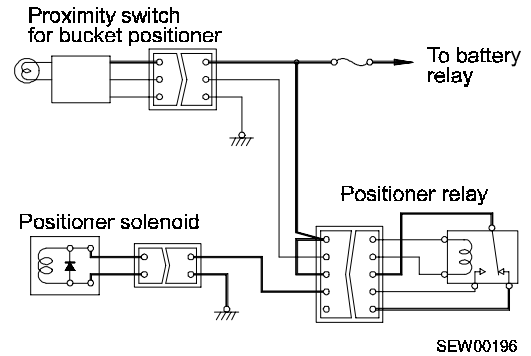 Proximity switch
for bucket positioner
To battery
relay
Positioner relay
Positioner solenoid
SEW00196